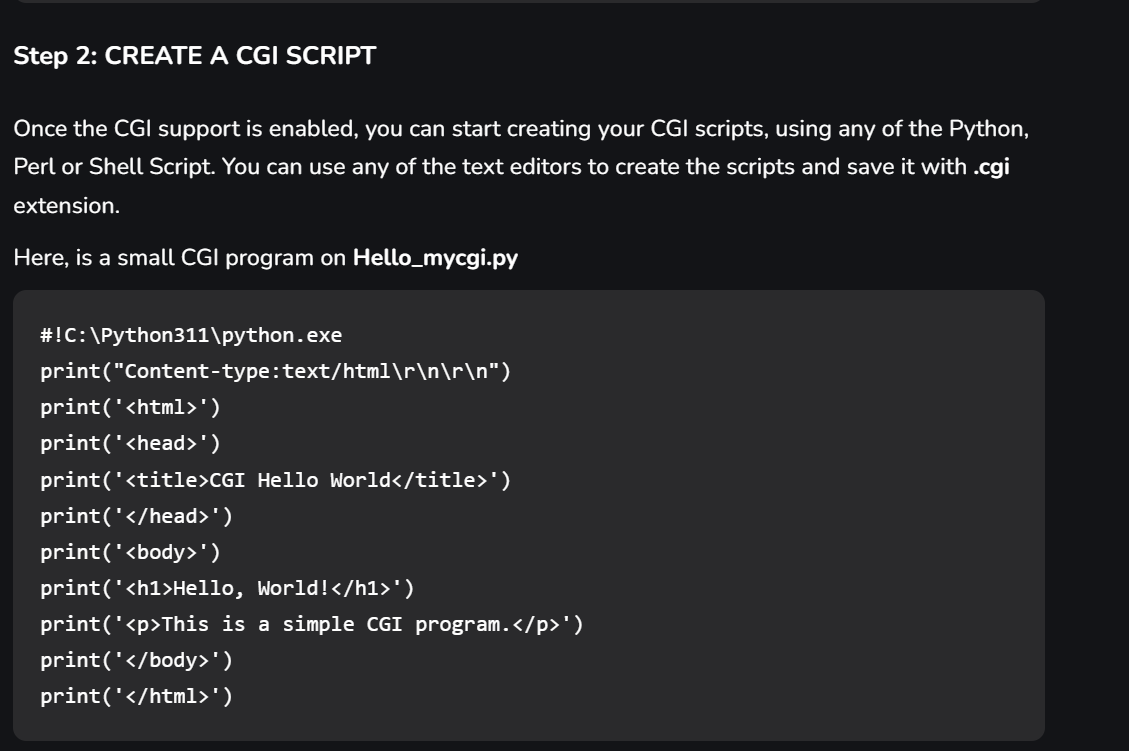 Step 2: CREATE A CGI SCRIPT
Once the CGI support is enabled, you can start creating your CGI scripts, using any of the Python,
Perl or Shell Script. You can use any of the text editors to create the scripts and save it with .cgi
extension.
Here, is a small CGI program on Hello_mycgi.py
#!C:\Python311\python.exe
print("Content-type:text/html\r\n\r\n")
print('<html>')
print('<head>')
print('<title>CGI Hello World</title>')
print('</head>')
print('<body>')
print('<h1>Hello, World!</h1>')
print('<p>This is a simple CGI program.</p>')
print('</body>')
print('</html>')